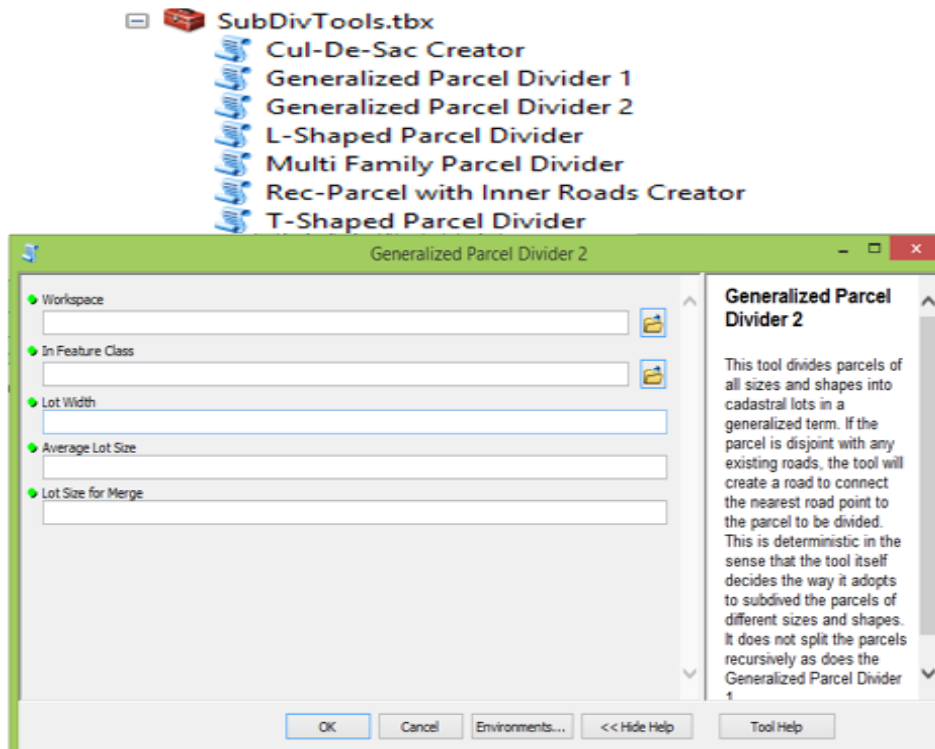 SubDivTools.tbx
Cul-De-Sac Creator
Generalized Parcel Divider 1
Generalized Parcel Divider 2
L-Shaped Parcel Divider
Multi Family Parcel Divider
Rec-Parcel with Inner Roads Creator
T-Shaped Parcel Divider
Generalized Parcel Divider 2
Workspace
In Feature Class
Lot Width
Average Lot Size
Lot Size for Merge
Generalized Parcel
Divider 2
This tool divides parcels of
all sizes and shapes into
cadastral lots in a
generalized term. If the
parcel is disjoint with any
existing roads, the tool will
create a road to connect
the nearest road point to
the parcel to be divided.
This is deterministic in the
sense that the tool itself
decides the way it adopts
to subdived the parcels of
different sizes and shapes.
It does not split the parcels
recursively as does the
Generalized Parcel Divider
1
OK
Cancel
Environments...
<< Hide Help
Tool Help